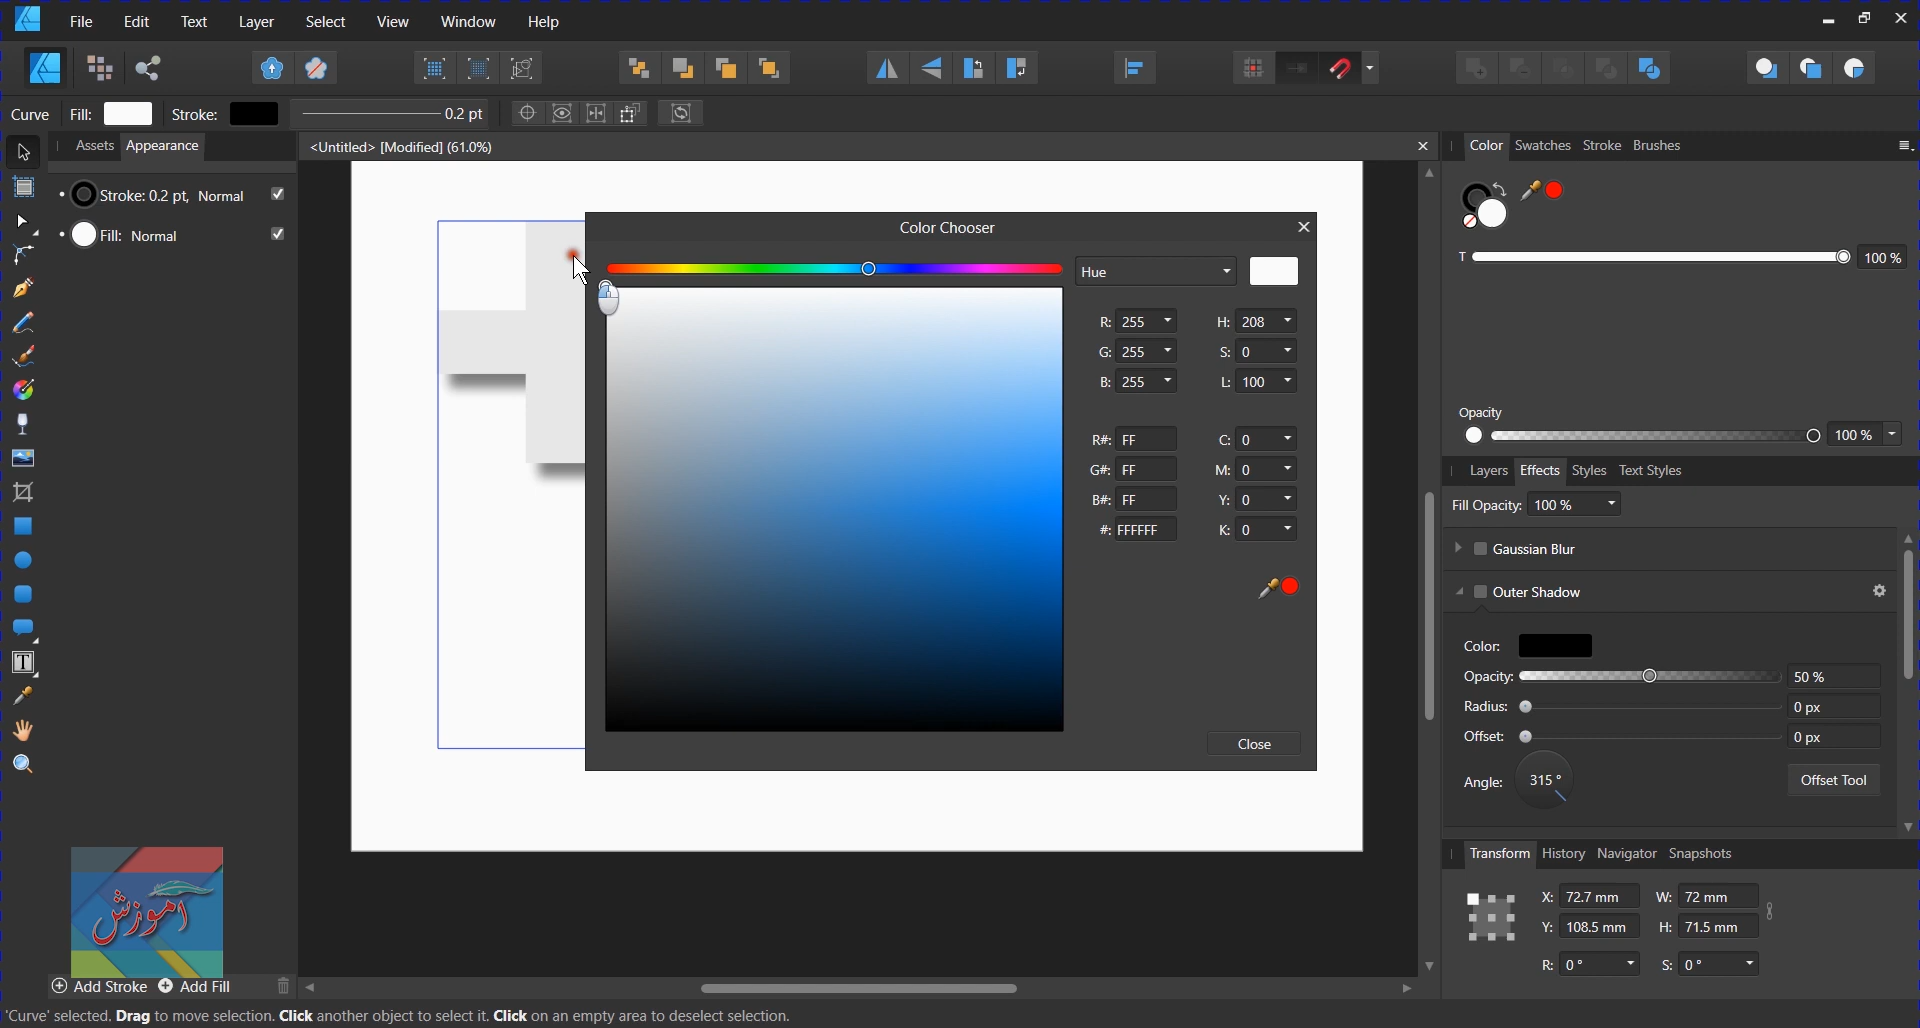 File Edit Text Layer Select View Window Help
Curve Fill: Stroke: 0.2 pt
Assets Appearance
<Untitled> [Modified] (61.0%)
Color Swatches Stroke Brushes
Stroke: 0.2 pt, Normal
Fill: Normal
Color Chooser
Hue
R: 255 H: 208
G: 255 S: 0
B: 255 L: 100
R#: FF C: 0
G#: FF M: 0
B#: FF Y: 0
#: FFFFFF K: 0
Close
T 100 %
Opacity
100 %
Layers Effects Styles Text Styles
Fill Opacity: 100 %
Gaussian Blur
Outer Shadow
Color:
Opacity: 50 %
Radius: 0 px
Offset: 0 px
Angle: 315 ° Offset Tool
Transform History Navigator Snapshots
X: 72.7 mm W: 72 mm
Y: 108.5 mm H: 71.5 mm
R: 0 ° S: 0 °
آموزش
Add Stroke Add Fill
'Curve' selected. Drag to move selection. Click another object to select it. Click on an empty area to deselect selection.